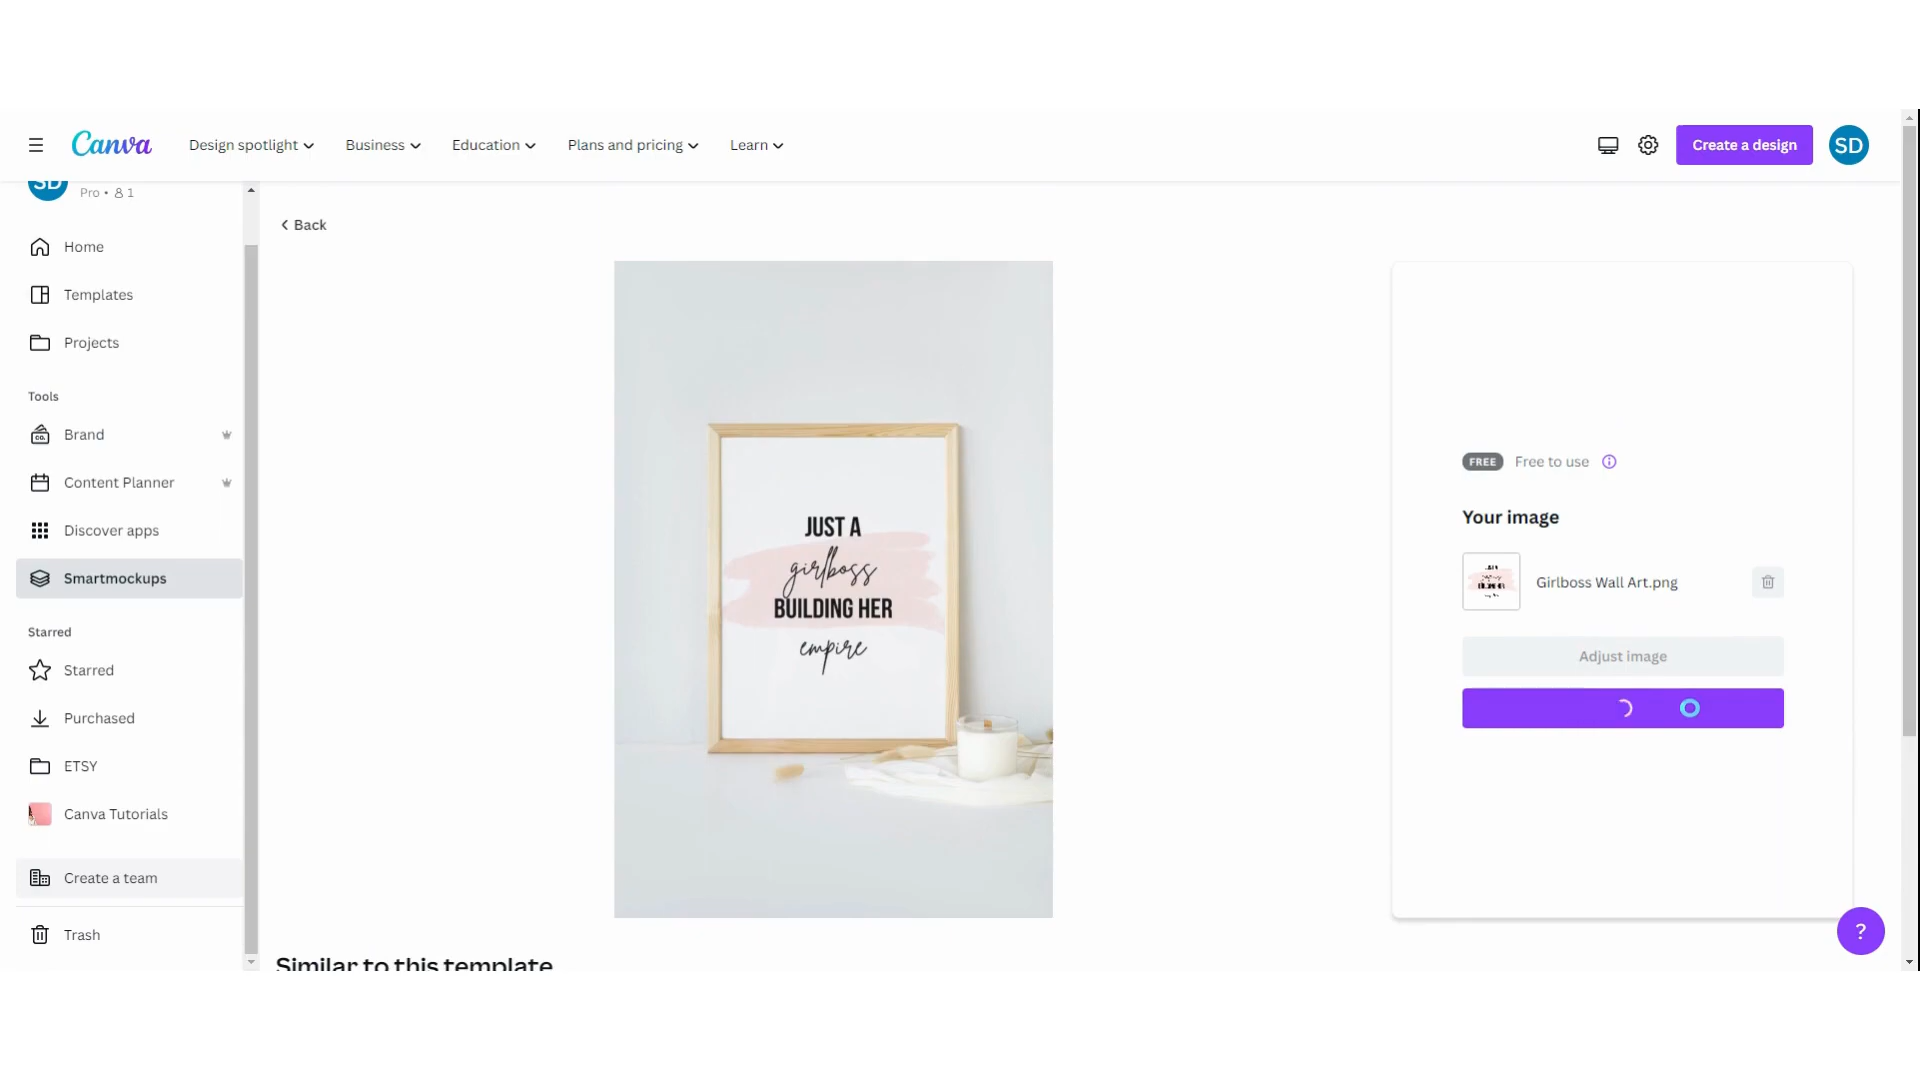 Canva
Design spotlight
Business
Education
Plans and pricing
Learn
Create a design
SD
SD
Pro • 1
Home
Templates
Projects
Tools
Brand
Content Planner
Discover apps
Smartmockups
Starred
Starred
Purchased
ETSY
Canva Tutorials
Create a team
Trash
Back
JUST A
girlboss
BUILDING HER
empire
FREE Free to use
Your image
Girlboss Wall Art.png
Adjust image
?
Similar to this template